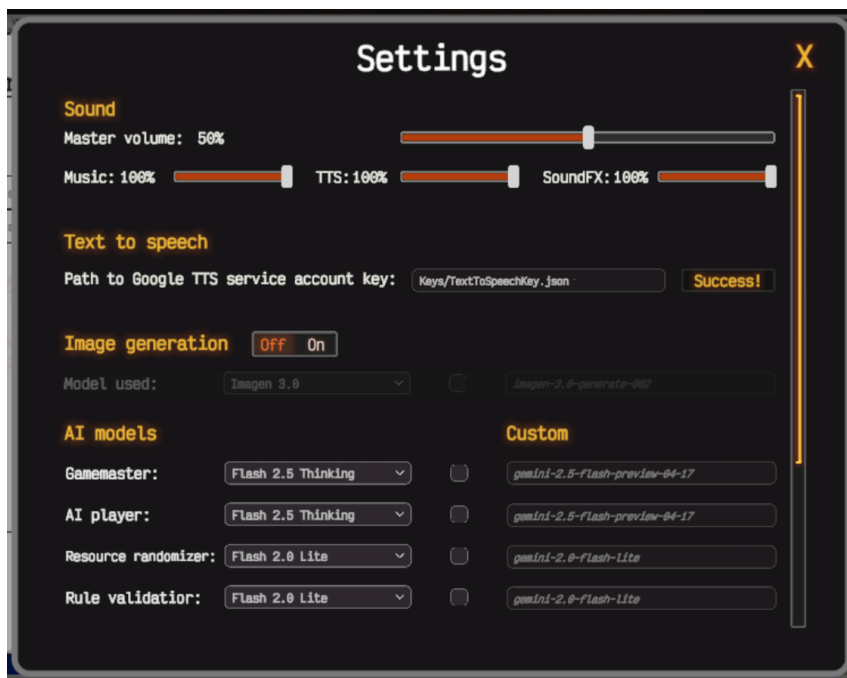 Settings
X
Sound
Master volume: 50%
Music: 100% TTS: 100% SoundFX: 100%
Text to speech
Path to Google TTS service account key: Keys/TextToSpeechKey.json Success!
Image generation Off On
Model used: Imagen 3.0 imagen-3.0-generate-002
AI models Custom
Gamemaster: Flash 2.5 Thinking gemini-2.5-flash-preview-04-17
AI player: Flash 2.5 Thinking gemini-2.5-flash-preview-04-17
Resource randomizer: Flash 2.0 Lite gemini-2.0-flash-lite
Rule validatior: Flash 2.0 Lite gemini-2.0-flash-lite